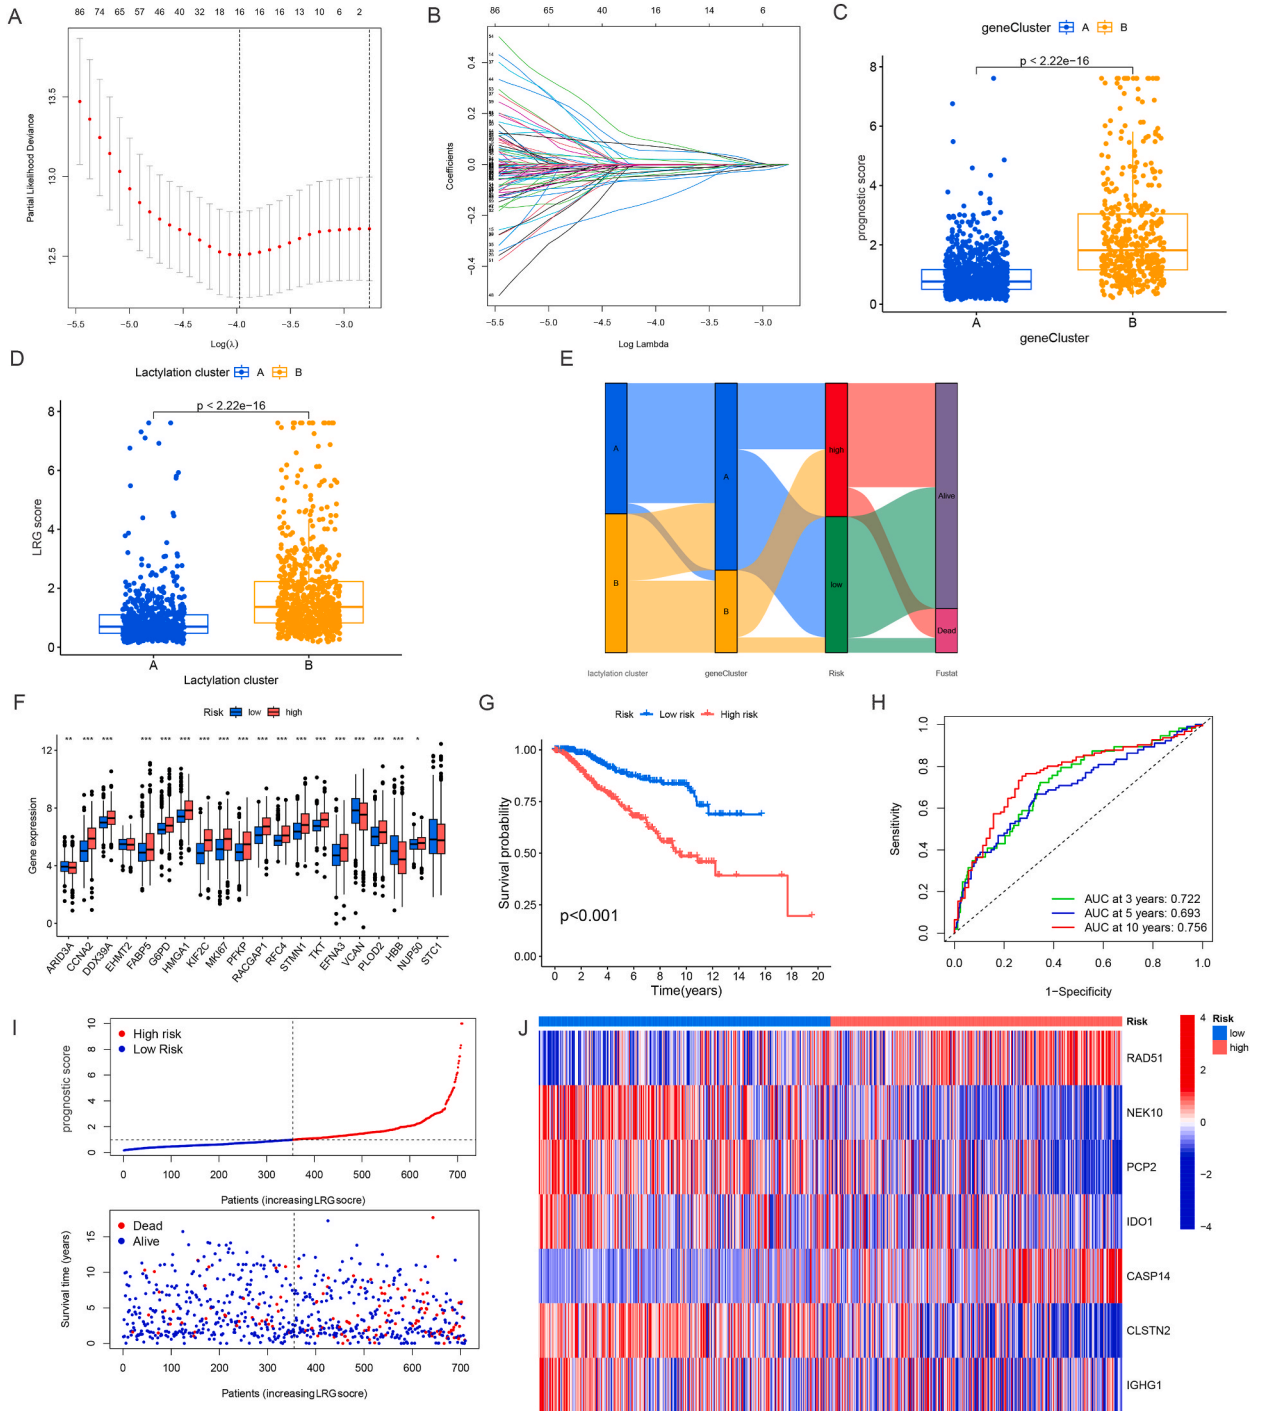 A
86 74 65 57 46 40 32 18 16 16 14 13 10 6 2
Partial Likelihood Deviance
13.5
13.0
12.5
−5.5 −5.0 −4.5 −4.0 −3.5 −3.0
Log(λ)
B
86 65 40 14 6
Coefficients
0.4
0.2
0.0
−0.2
−0.4
−5.5 −5.0 −4.5 −4.0 −3.5 −3.0 −2.5
Log Lambda
C
geneCluster A B
p < 2.22e−16
prognostic score
8
6
4
2
0
A B
geneCluster
D
Lactylation cluster A B
p < 2.22e−16
LRG score
8
6
4
2
0
A B
Lactylation cluster
E
A
B
A
B
high
low
Alive
Dead
lactylation cluster geneCluster Risk Fustat
F
Risk low high
** *** *** *** *** *** *** *** *** *** *** *** *** *** *** *** *** *
Gene expression
12
8
4
0
ARID3A CCNA2 DDX39A EHMT2 FABP5 G6PD HMGA1 KIF2C MKI67 PFKP RACGAP1 RFC4 STMN1 TKT EFNA3 VCAN PLOD2 HBB NUP50 STC1
G
Risk Low risk High risk
Survival probability
1.00
0.75
0.50
0.25
0.00
p<0.001
0 2 4 6 8 10 12 14 16 18 20
Time(years)
H
Sensitivity
1.0
0.8
0.6
0.4
0.2
0.0
AUC at 3 years: 0.722
AUC at 5 years: 0.693
AUC at 10 years: 0.756
0.0 0.2 0.4 0.6 0.8 1.0
1−Specificity
I
High risk
Low Risk
prognostic score
10
8
6
4
2
0
0 100 200 300 400 500 600 700
Patients (increasing LRG socre)
Dead
Alive
Survival time (years)
15
10
5
0
0 100 200 300 400 500 600 700
Patients (increasing LRG socre)
J
Risk
RAD51
NEK10
PCP2
IDO1
CASP14
CLSTN2
IGHG1
4
2
0
−2
−4
Risk
low
high